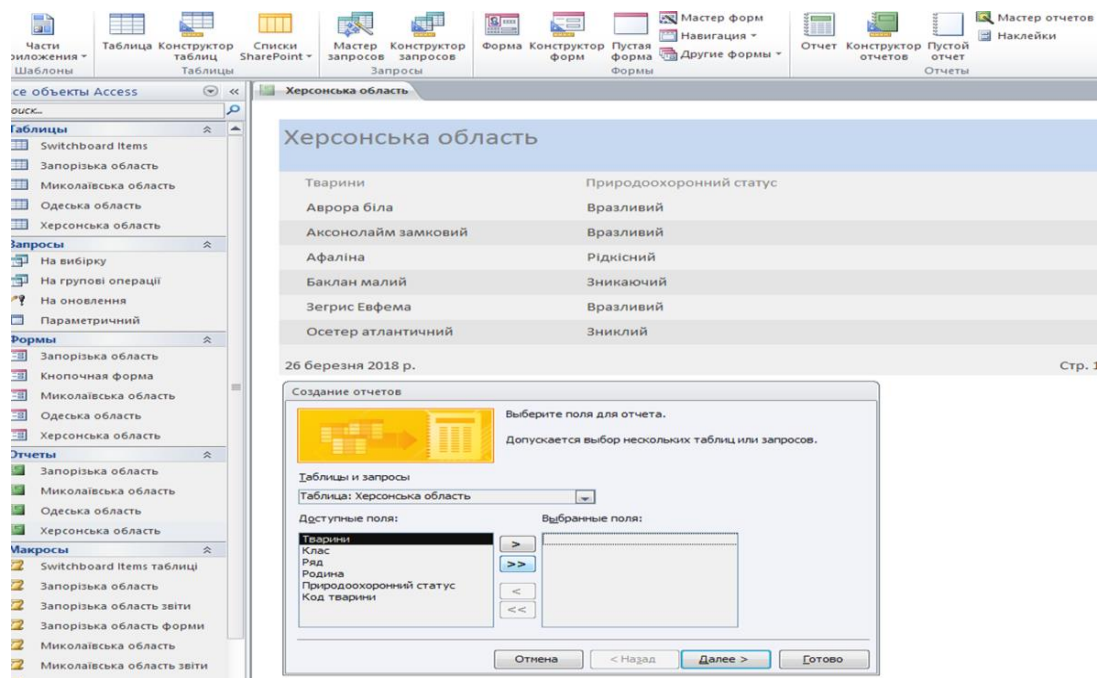 Части Таблица Конструктор Списки Мастер Конструктор Форма Конструктор Пустая Мастер форм Отчет Конструктор Пустой Мастер отчетов
риложения таблиц SharePoint запросов запросов форм форма Навигация отчетов отчет Наклейки
Другие формы
Шаблоны Таблицы Запросы Формы Отчеты
се объекты Access «
оиск...
Таблицы
Switchboard Items
Запорізька область
Миколаївська область
Одеська область
Херсонська область
Запросы
На вибірку
На групові операції
На оновлення
Параметричний
Формы
Запорізька область
Кнопочная форма
Миколаївська область
Одеська область
Херсонська область
Отчеты
Запорізька область
Миколаївська область
Одеська область
Херсонська область
Макросы
Switchboard Items таблиці
Запорізька область
Запорізька область звіти
Запорізька область форми
Миколаївська область
Миколаївська область звіти
Херсонська область
Херсонська область
Тварини Природоохоронний статус
Аврора біла Вразливий
Аксонолайм замковий Вразливий
Афаліна Рідкісний
Баклан малий Зникаючий
Зегрис Евфема Вразливий
Осетер атлантичний Зниклий
26 березня 2018 р. Стр. 1
Создание отчетов
Выберите поля для отчета.
Допускается выбор нескольких таблиц или запросов.
Таблицы и запросы
Таблица: Херсонська область
Доступные поля: Выбранные поля:
Тварини
Клас
Ряд
Родина
Природоохоронний статус
Код тварини
>
>>
<
<<
Отмена < Назад Далее > Готово